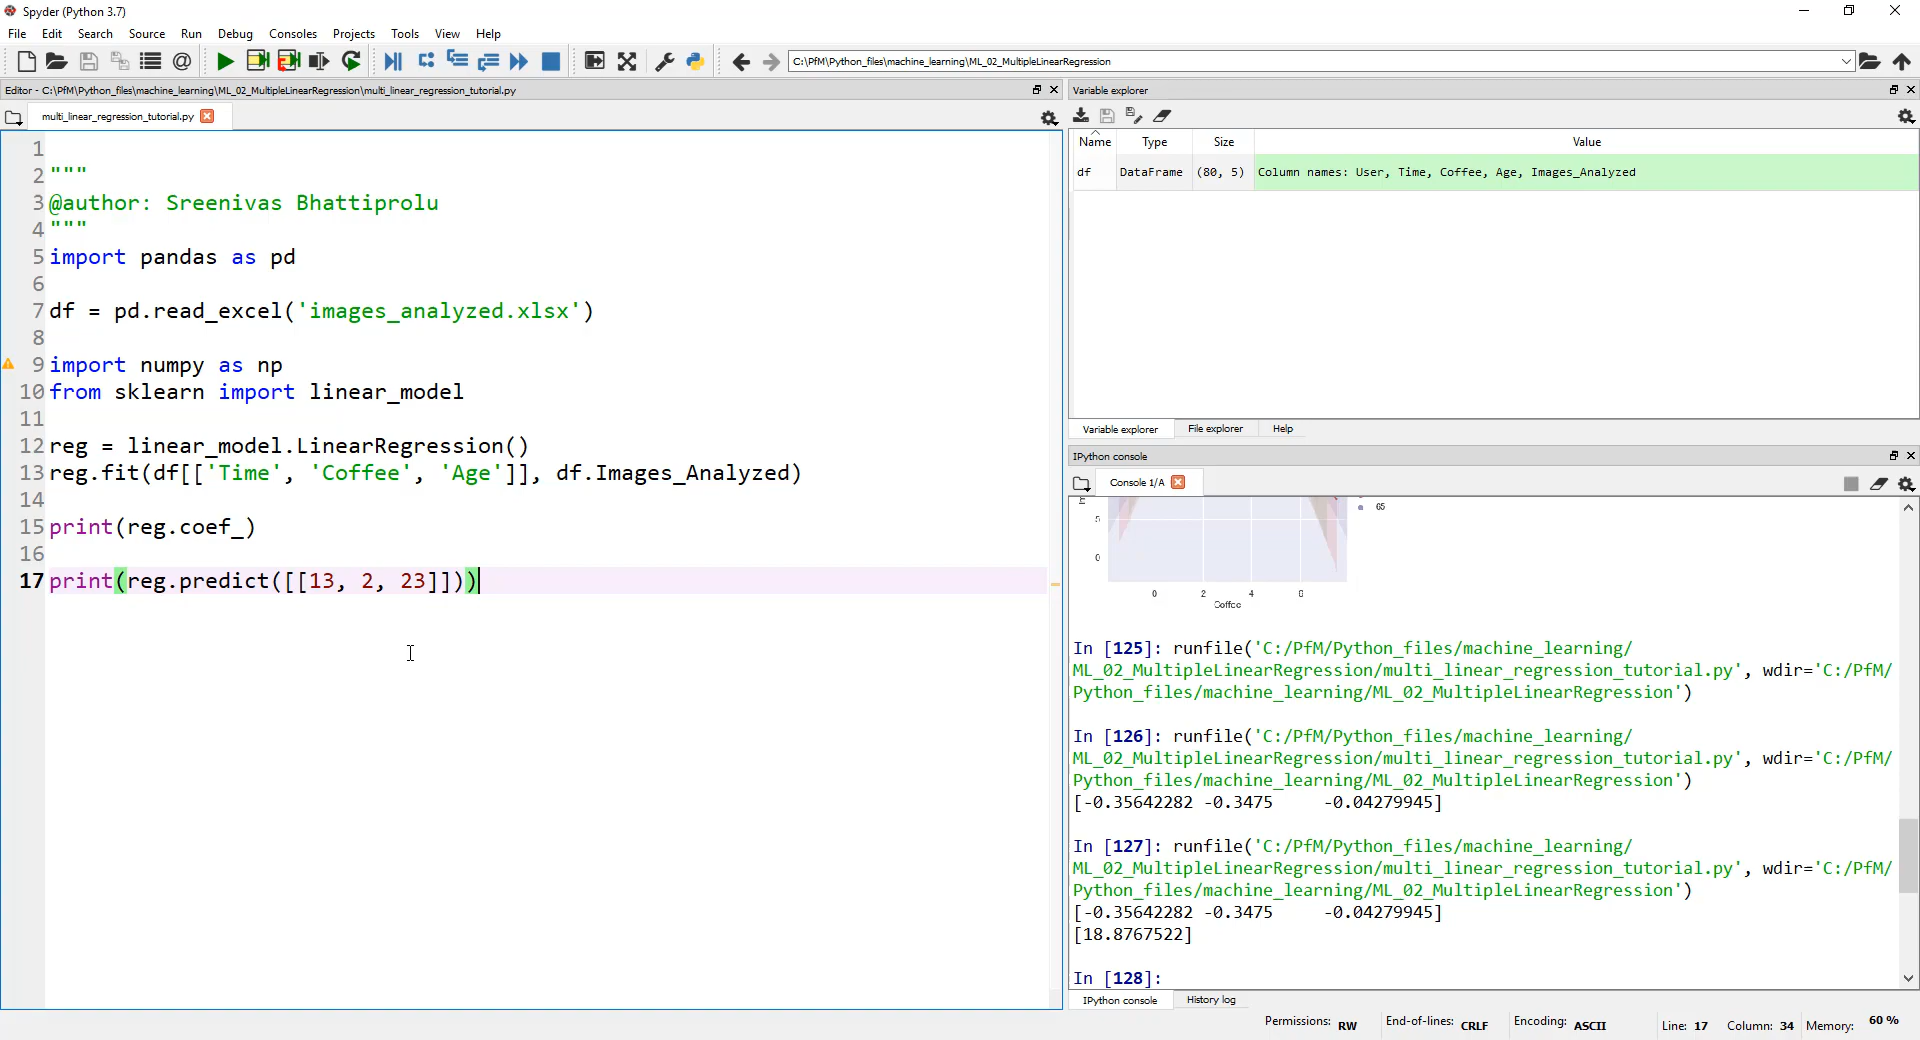 Spyder (Python 3.7)
File Edit Search Source Run Debug Consoles Projects Tools View Help
C:\PfM\Python_files\machine_learning\ML_02_MultipleLinearRegression
Editor - C:\PfM\Python_files\machine_learning\ML_02_MultipleLinearRegression\multi_linear_regression_tutorial.py
multi_linear_regression_tutorial.py
1
2 """
3 @author: Sreenivas Bhattiprolu
4 """
5 import pandas as pd
6
7 df = pd.read_excel('images_analyzed.xlsx')
8
9 import numpy as np
10 from sklearn import linear_model
11
12 reg = linear_model.LinearRegression()
13 reg.fit(df[['Time', 'Coffee', 'Age']], df.Images_Analyzed)
14
15 print(reg.coef_)
16
17 print(reg.predict([[13, 2, 23]]))
Variable explorer
Name Type Size Value
df DataFrame (80, 5) Column names: User, Time, Coffee, Age, Images_Analyzed
Variable explorer File explorer Help
IPython console
Console 1/A
5
65
0
0 2 4 6
Coffee
In [125]: runfile('C:/PfM/Python_files/machine_learning/
ML_02_MultipleLinearRegression/multi_linear_regression_tutorial.py', wdir='C:/PfM/
Python_files/machine_learning/ML_02_MultipleLinearRegression')
In [126]: runfile('C:/PfM/Python_files/machine_learning/
ML_02_MultipleLinearRegression/multi_linear_regression_tutorial.py', wdir='C:/PfM/
Python_files/machine_learning/ML_02_MultipleLinearRegression')
[-0.35642282 -0.3475     -0.04279945]
In [127]: runfile('C:/PfM/Python_files/machine_learning/
ML_02_MultipleLinearRegression/multi_linear_regression_tutorial.py', wdir='C:/PfM/
Python_files/machine_learning/ML_02_MultipleLinearRegression')
[-0.35642282 -0.3475     -0.04279945]
[18.8767522]
In [128]:
IPython console History log
Permissions: RW End-of-lines: CRLF Encoding: ASCII Line: 17 Column: 34 Memory: 60 %